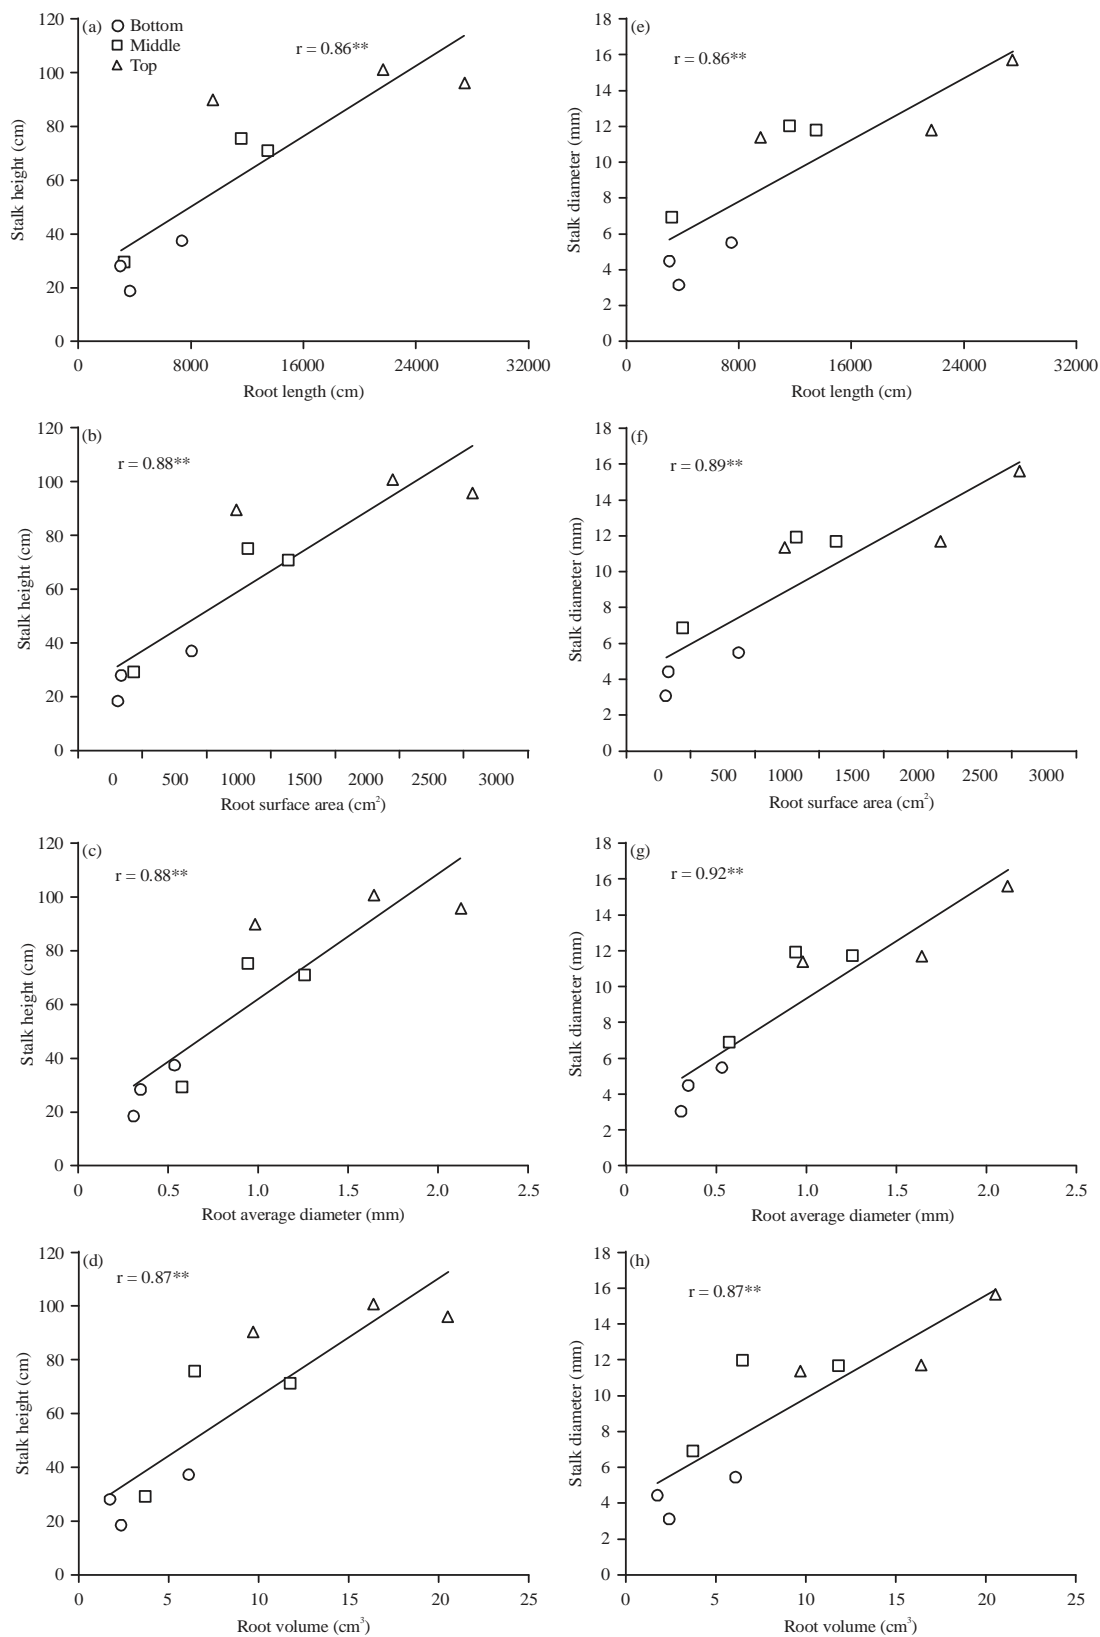 (a)
Bottom
Middle
Top
r = 0.86**
120
100
80
60
40
20
0
Stalk height (cm)
0 8000 16000 24000 32000
Root length (cm)
(e)
r = 0.86**
18
16
14
12
10
8
6
4
2
0
Stalk diameter (mm)
0 8000 16000 24000 32000
Root length (cm)
(b)
r = 0.88**
120
100
80
60
40
20
0
Stalk height (cm)
0 500 1000 1500 2000 2500 3000
Root surface area (cm²)
(f)
r = 0.89**
18
16
14
12
10
8
6
4
2
0
Stalk diameter (mm)
0 500 1000 1500 2000 2500 3000
Root surface area (cm²)
(c)
r = 0.88**
120
100
80
60
40
20
0
Stalk height (cm)
0 0.5 1.0 1.5 2.0 2.5
Root average diameter (mm)
(g)
r = 0.92**
18
16
14
12
10
8
6
4
2
0
Stalk diameter (mm)
0 0.5 1.0 1.5 2.0 2.5
Root average diameter (mm)
(d)
r = 0.87**
120
100
80
60
40
20
0
Stalk height (cm)
0 5 10 15 20 25
Root volume (cm³)
(h)
r = 0.87**
18
16
14
12
10
8
6
4
2
0
Stalk diameter (mm)
0 5 10 15 20 25
Root volume (cm³)